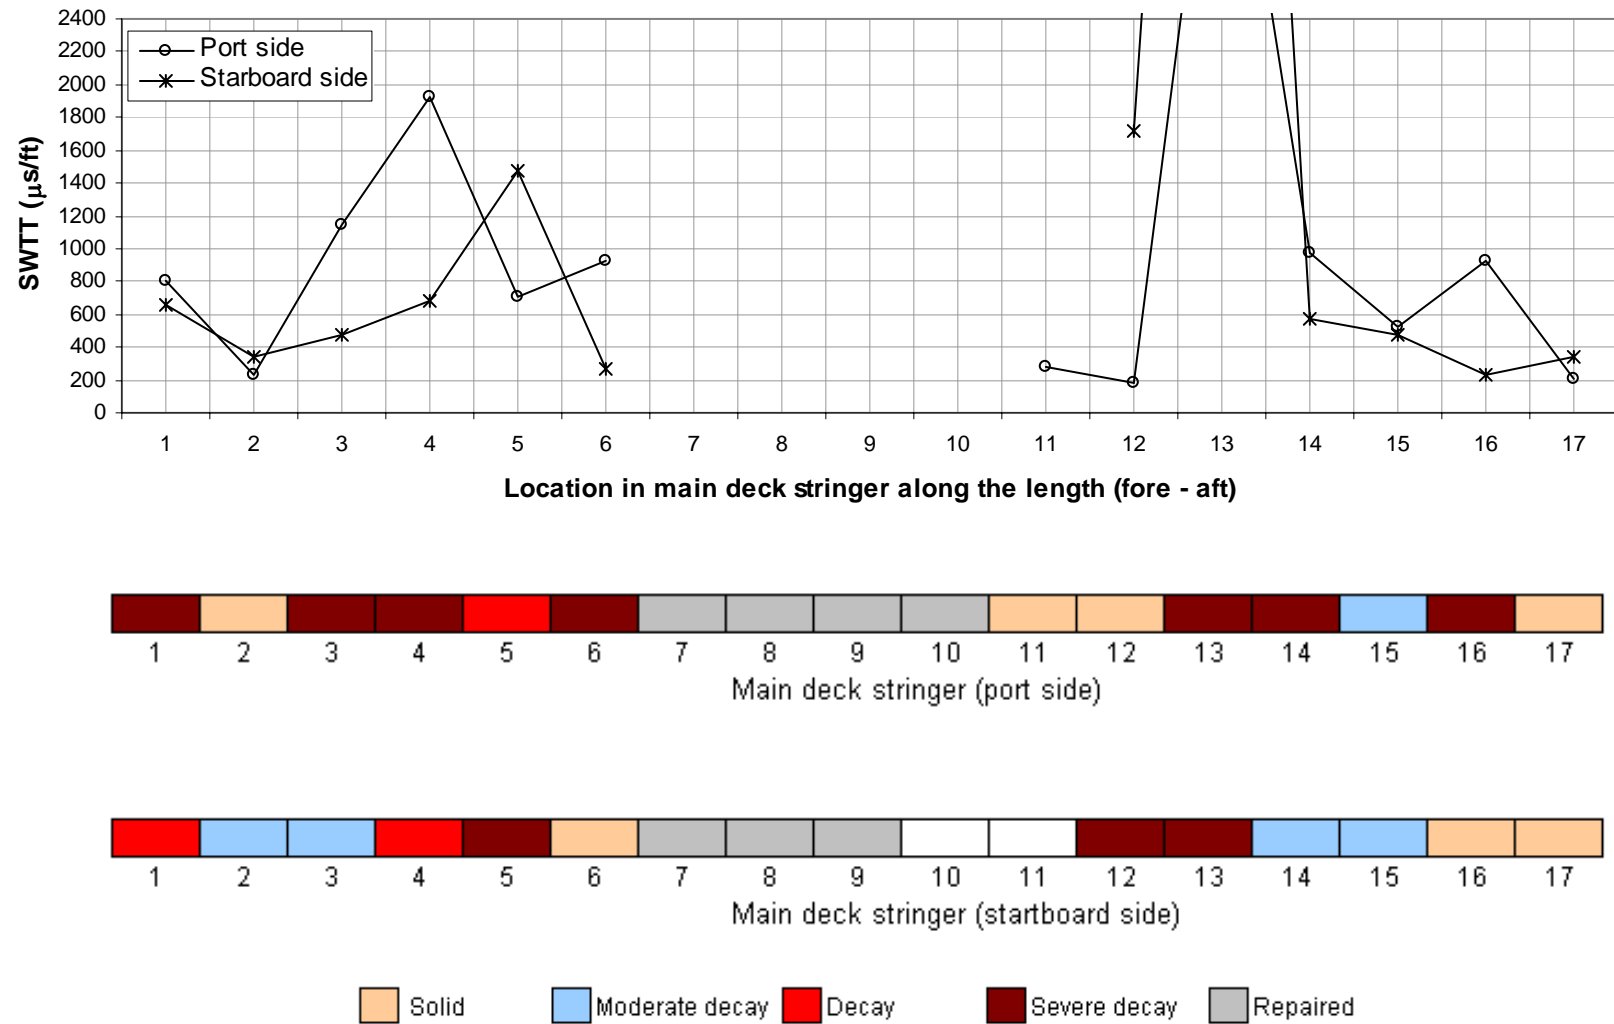 2400
2200
2000
1800
1600
1400
1200
1000
800
600
400
200
0
SWTT (μs/ft)
Port side
Starboard side
1 2 3 4 5 6 7 8 9 10 11 12 13 14 15 16 17
Location in main deck stringer along the length (fore - aft)
1 2 3 4 5 6 7 8 9 10 11 12 13 14 15 16 17
Main deck stringer (port side)
1 2 3 4 5 6 7 8 9 10 11 12 13 14 15 16 17
Main deck stringer (startboard side)
Solid Moderate decay Decay Severe decay Repaired